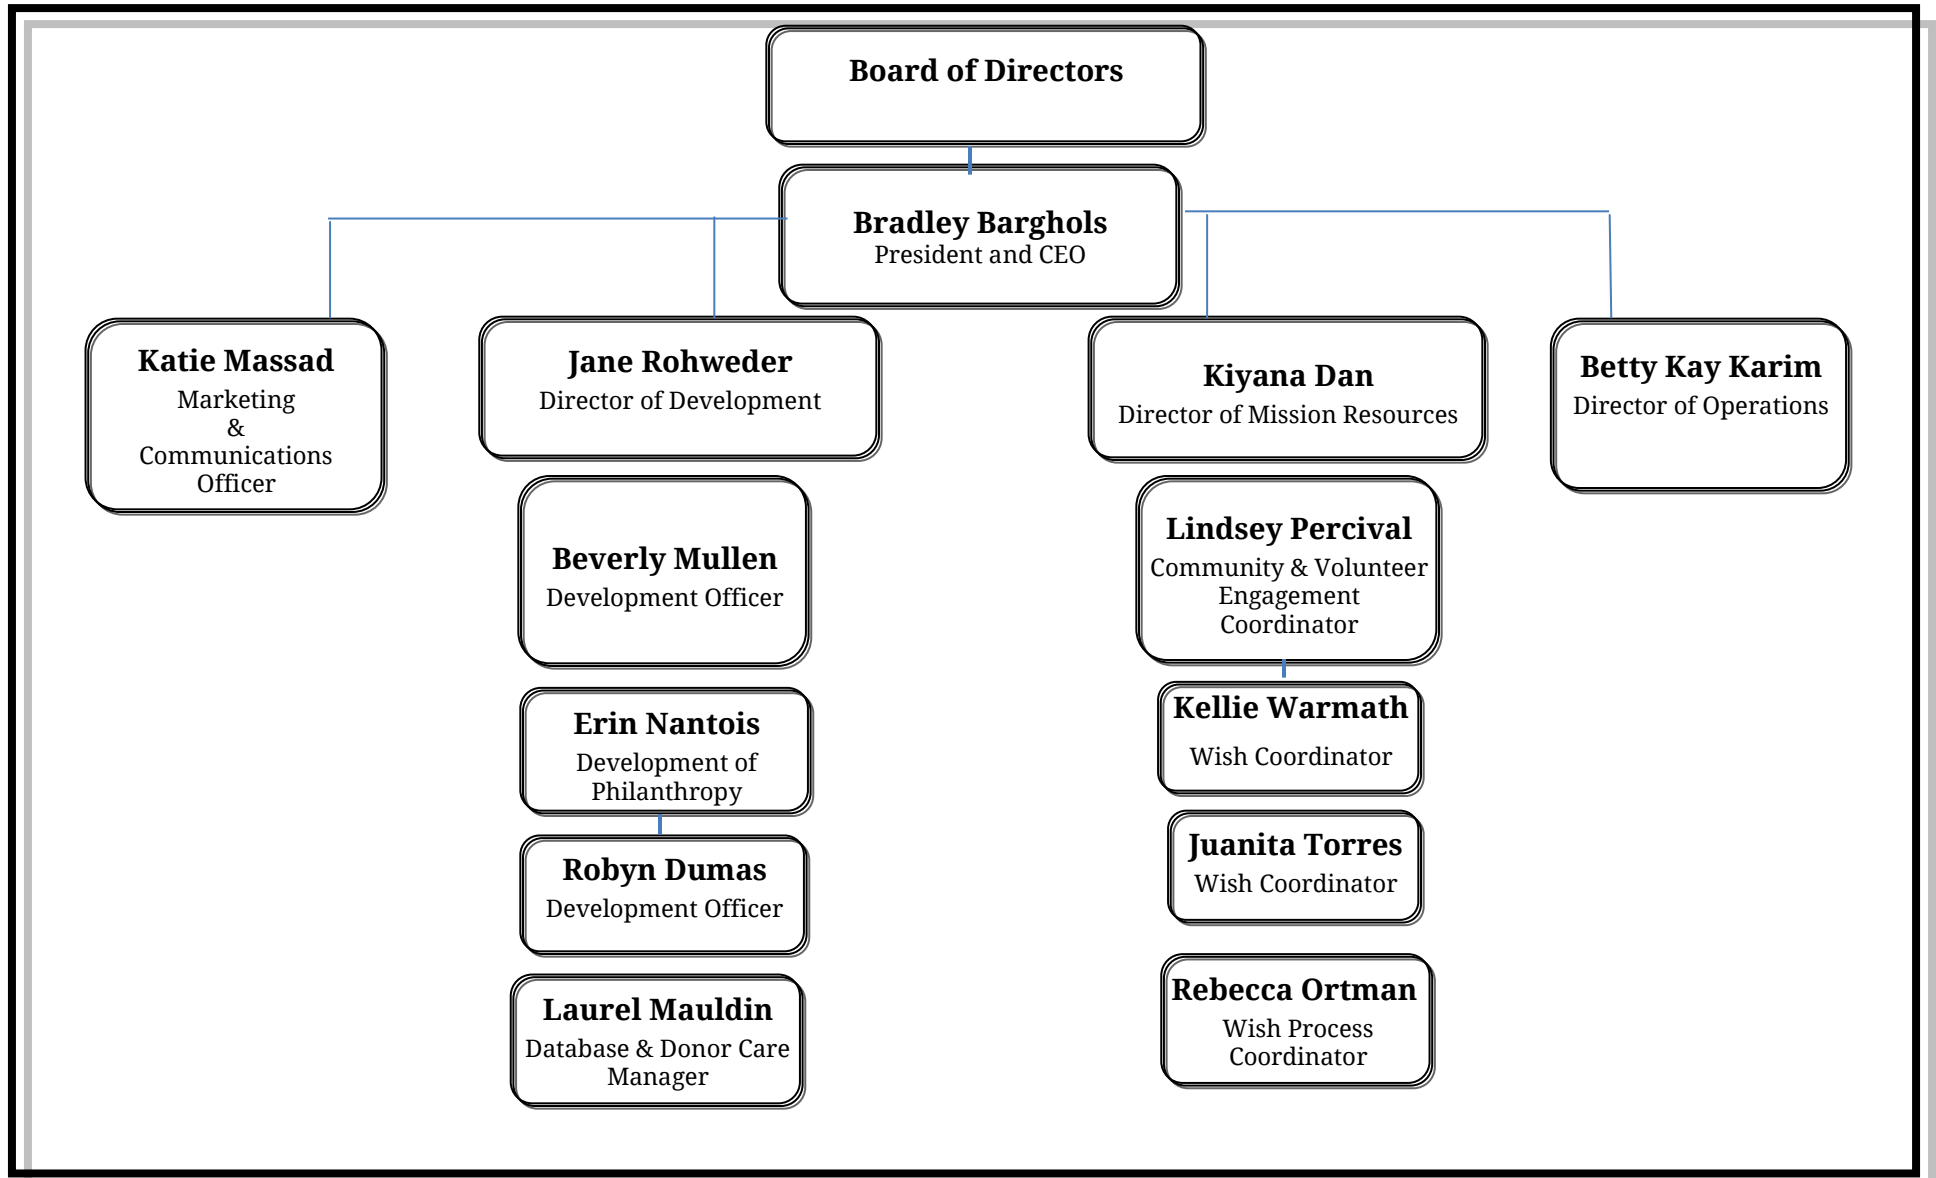 Board of Directors
Bradley Barghols
President and CEO
Katie Massad
Marketing
&
Communications
Officer
Jane Rohweder
Director of Development
Kiyana Dan
Director of Mission Resources
Betty Kay Karim
Director of Operations
Beverly Mullen
Development Officer
Lindsey Percival
Community & Volunteer
Engagement
Coordinator
Erin Nantois
Development of
Philanthropy
Kellie Warmath
Wish Coordinator
Robyn Dumas
Development Officer
Juanita Torres
Wish Coordinator
Laurel Mauldin
Database & Donor Care
Manager
Rebecca Ortman
Wish Process
Coordinator